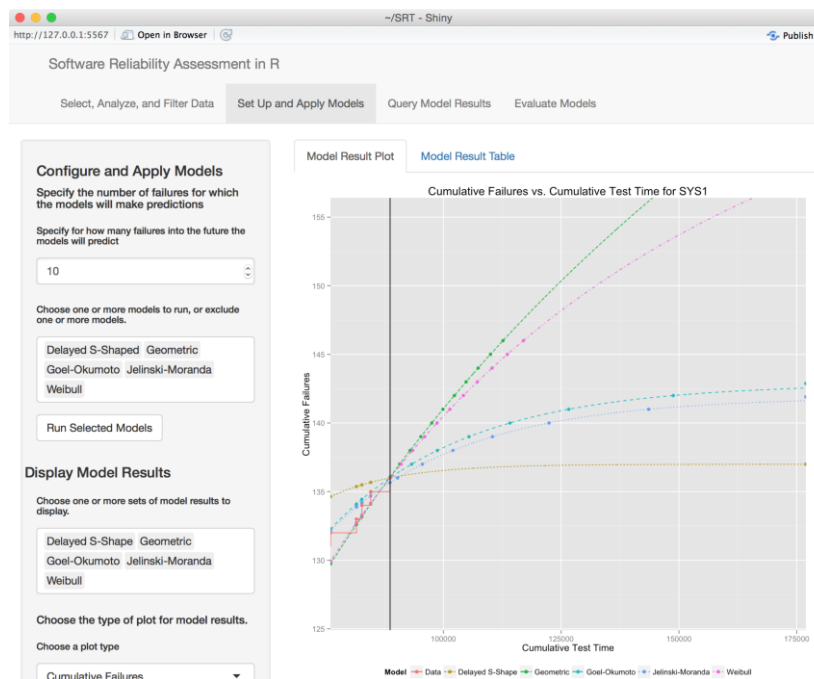 ~/SRT - Shiny
http://127.0.0.1:5567 Open in Browser Publish
Software Reliability Assessment in R
Select, Analyze, and Filter Data Set Up and Apply Models Query Model Results Evaluate Models
Configure and Apply Models
Specify the number of failures for which
the models will make predictions
Specify for how many failures into the future the
models will predict
10
Choose one or more models to run, or exclude
one or more models.
Delayed S-Shaped Geometric
Goel-Okumoto Jelinski-Moranda
Weibull
Run Selected Models
Display Model Results
Choose one or more sets of model results to
display.
Delayed S-Shape Geometric
Goel-Okumoto Jelinski-Moranda
Weibull
Choose the type of plot for model results.
Choose a plot type
Cumulative Failures
Model Result Plot Model Result Table
Cumulative Failures vs. Cumulative Test Time for SYS1
Cumulative Failures
155
150
145
140
135
130
125
100000 125000 150000 175000
Cumulative Test Time
Model Data Delayed S-Shape Geometric Goel-Okumoto Jelinski-Moranda Weibull